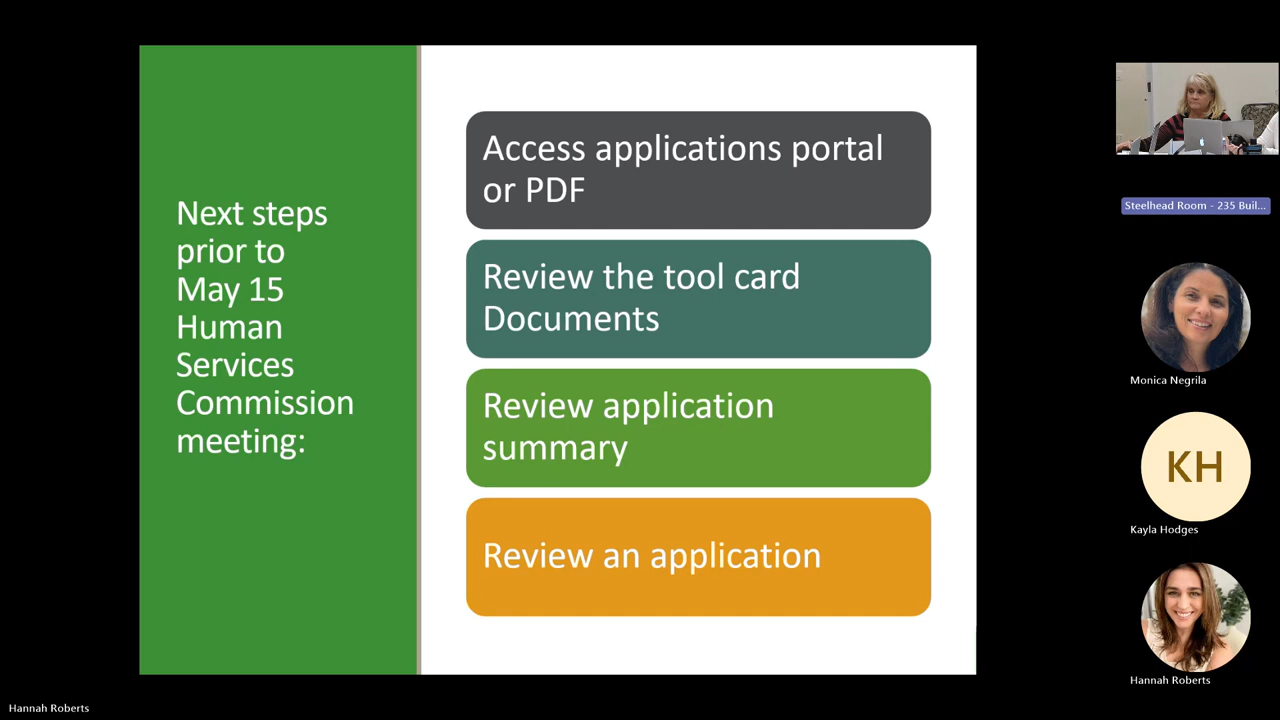 Next steps
prior to
May 15
Human
Services
Commission
meeting:
Access applications portal
or PDF
Review the tool card
Documents
Review application
summary
Review an application
Steelhead Room - 235 Buil...
Monica Negrila
KH
Kayla Hodges
Hannah Roberts
Hannah Roberts